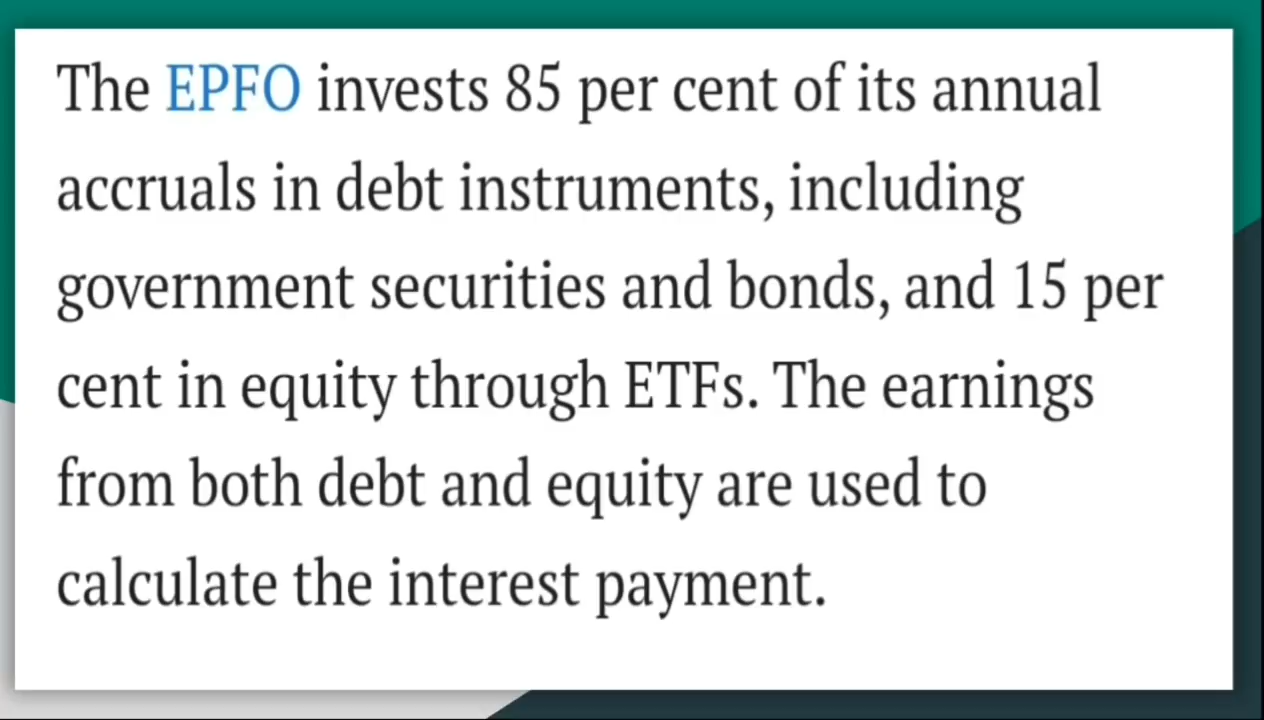 The EPFO invests 85 per cent of its annual
accruals in debt instruments, including
government securities and bonds, and 15 per
cent in equity through ETFs. The earnings
from both debt and equity are used to
calculate the interest payment.